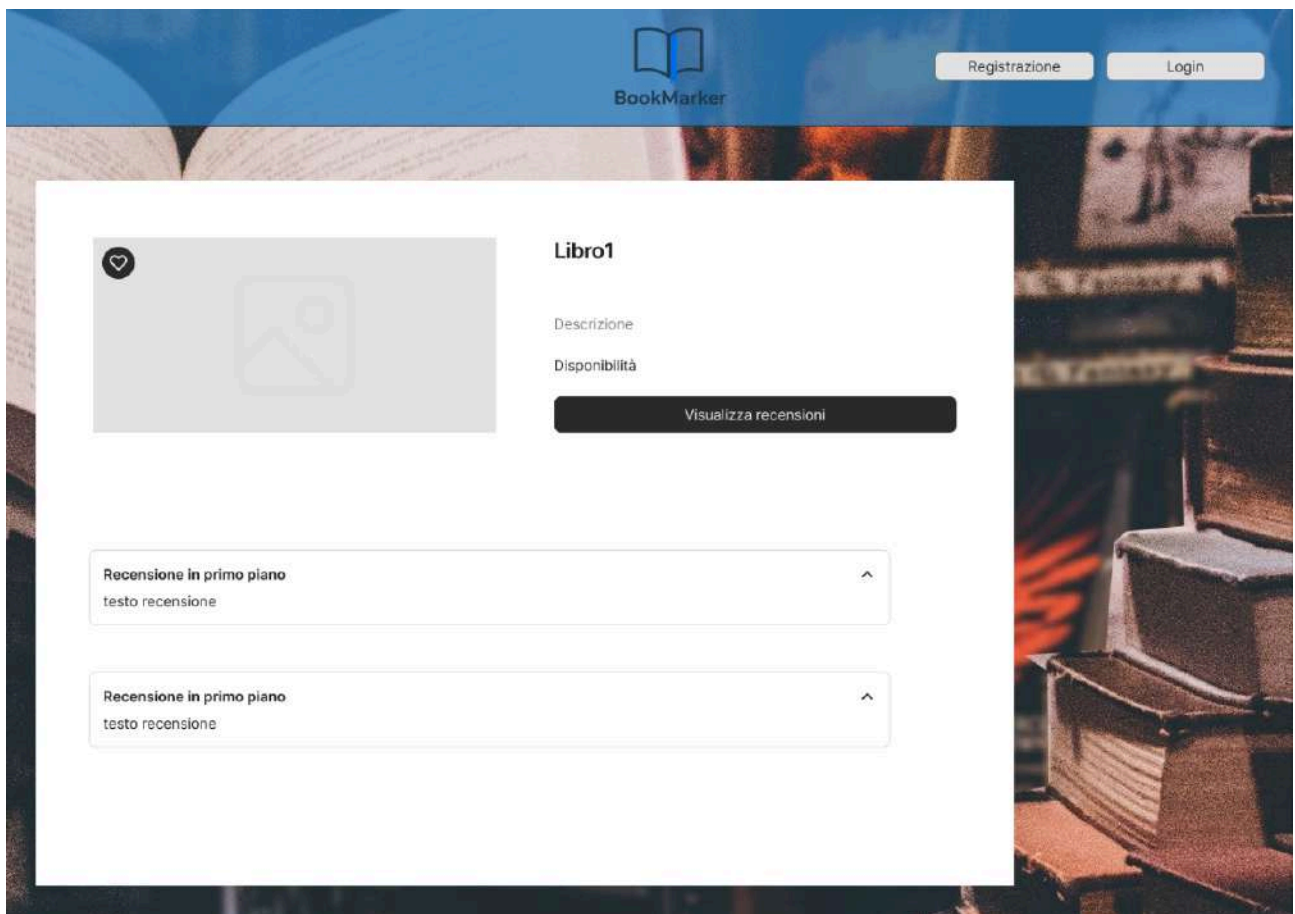 BookMarker
Registrazione
Login
Libro1
Descrizione
Disponibilità
Visualizza recensioni
Recensione in primo piano
testo recensione
Recensione in primo piano
testo recensione